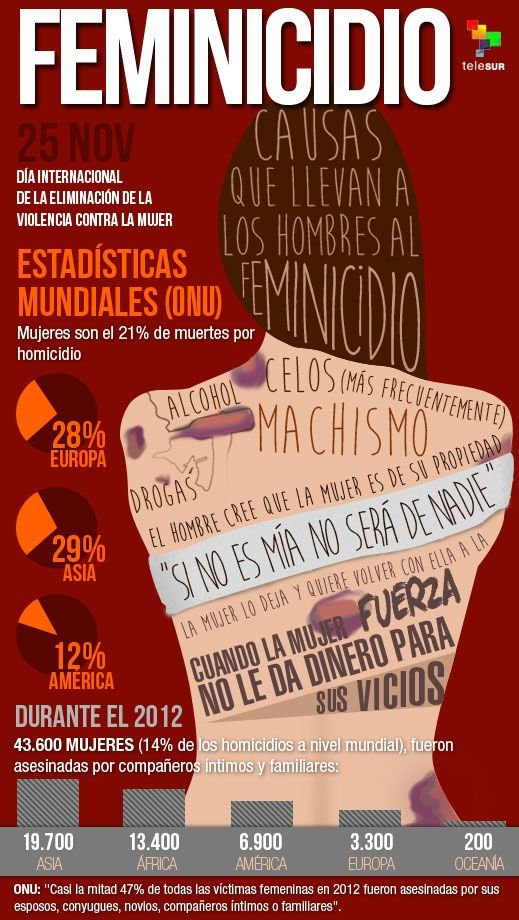 FEMINICIDIO
teleSUR
25 NOV
DÍA INTERNACIONAL
DE LA ELIMINACIÓN DE LA
VIOLENCIA CONTRA LA MUJER
ESTADÍSTICAS
MUNDIALES (ONU)
Mujeres son el 21% de muertes por
homicidio
28%
EUROPA
29%
ASIA
12%
AMÉRICA
CAUSAS
QUE LLEVAN A
LOS HOMBRES AL
FEMINICIDIO
CELOS (MÁS FRECUENTEMENTE)
ALCOHOL
MACHISMO
DROGAS
EL HOMBRE CREE QUE LA MUJER ES DE SU PROPIEDAD
"SI NO ES MÍA NO SERÁ DE NADIE"
LA MUJER LO DEJA Y QUIERE VOLVER CON ELLA A LA
FUERZA
CUANDO LA MUJER
NO LE DA DINERO PARA
SUS VICIOS
DURANTE EL 2012
43.600 MUJERES (14% de los homicidios a nivel mundial), fueron
asesinadas por compañeros íntimos y familiares:
19.700 13.400 6.900 3.300 200
ASIA ÁFRICA AMÉRICA EUROPA OCEANÍA
ONU: "Casi la mitad 47% de todas las víctimas femeninas en 2012 fueron asesinadas por sus
esposos, conyugues, novios, compañeros íntimos o familiares".